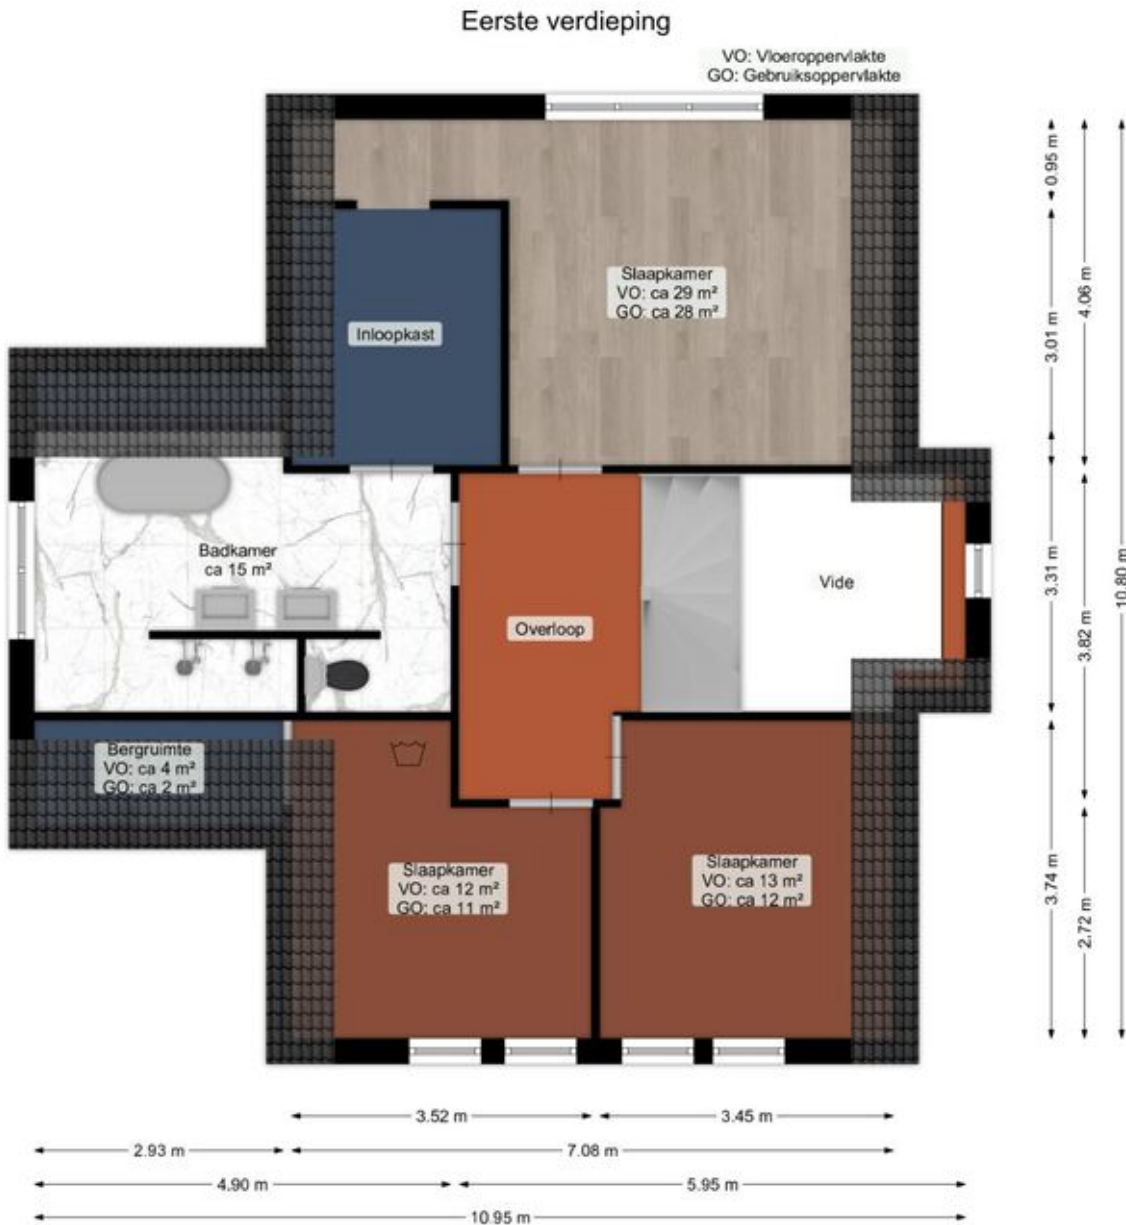 Eerste verdieping
VO: Vloeroppervlakte
GO: Gebruiksoppervlakte
Slaapkamer
VO: ca 29 m²
GO: ca 28 m²
Inloopkast
Badkamer
ca 15 m²
Vide
Overloop
Bergruimte
VO: ca 4 m²
GO: ca 2 m²
Slaapkamer
VO: ca 12 m²
GO: ca 11 m²
Slaapkamer
VO: ca 13 m²
GO: ca 12 m²
0.95 m
4.06 m
3.01 m
3.31 m
10.80 m
3.82 m
3.74 m
2.72 m
3.52 m
3.45 m
2.93 m
7.08 m
4.90 m
5.95 m
10.95 m